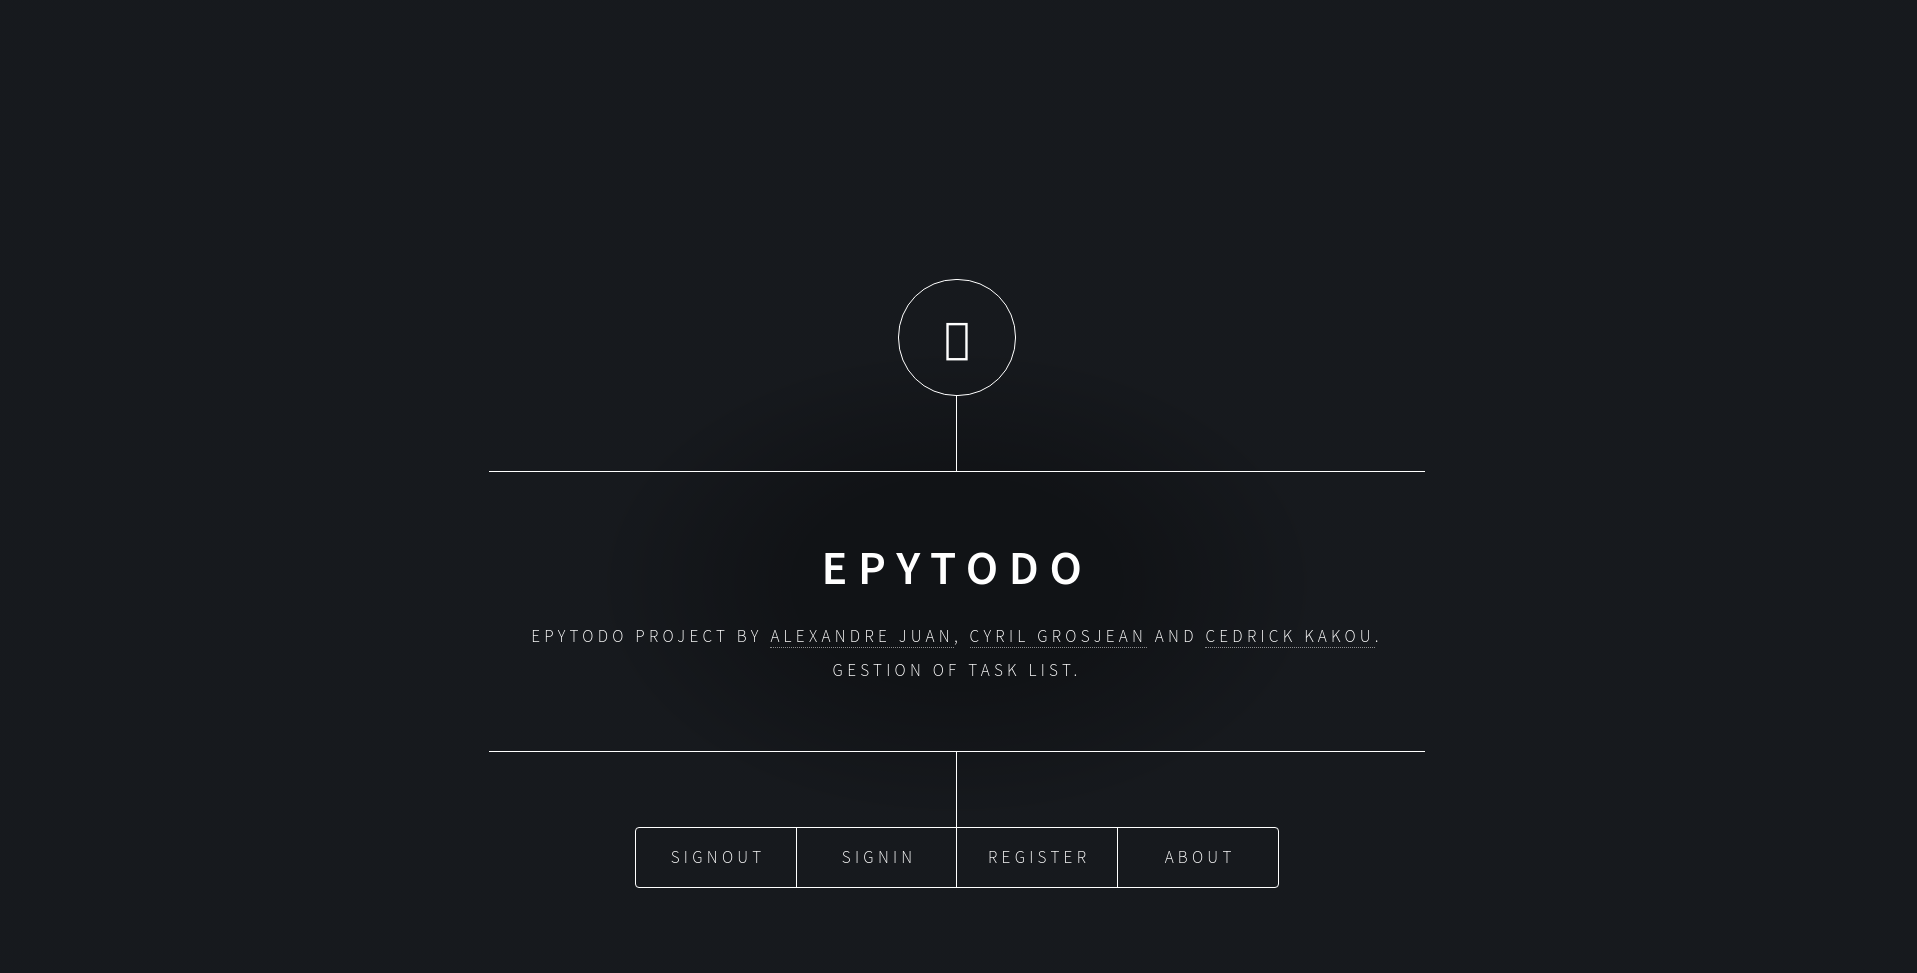 EPYTODO
EPYTODO PROJECT BY ALEXANDRE JUAN, CYRIL GROSJEAN AND CEDRICK KAKOU.
GESTION OF TASK LIST.
SIGNOUT SIGNIN REGISTER ABOUT